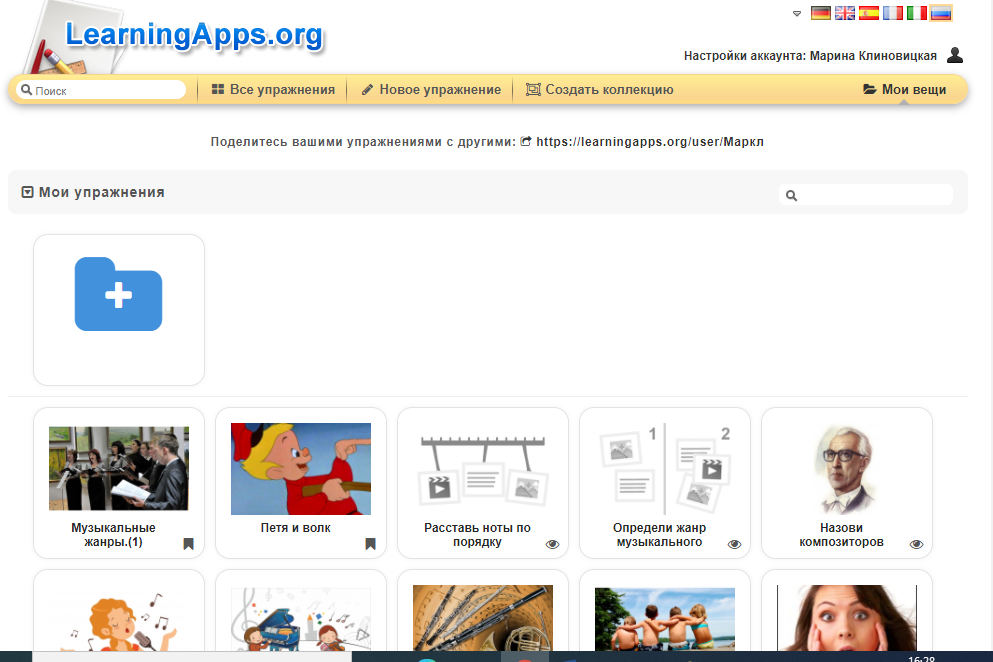 LearningApps.org
Настройки аккаунта: Марина Клиновицкая
Поиск
Все упражнения
Новое упражнение
Создать коллекцию
Мои вещи
Поделитесь вашими упражнениями с другими: https://learningapps.org/user/Маркл
Мои упражнения
Музыкальные
жанры.(1)
Петя и волк
Расставь ноты по
порядку
1 2
Определи жанр
музыкального
Назови
композиторов
16:28